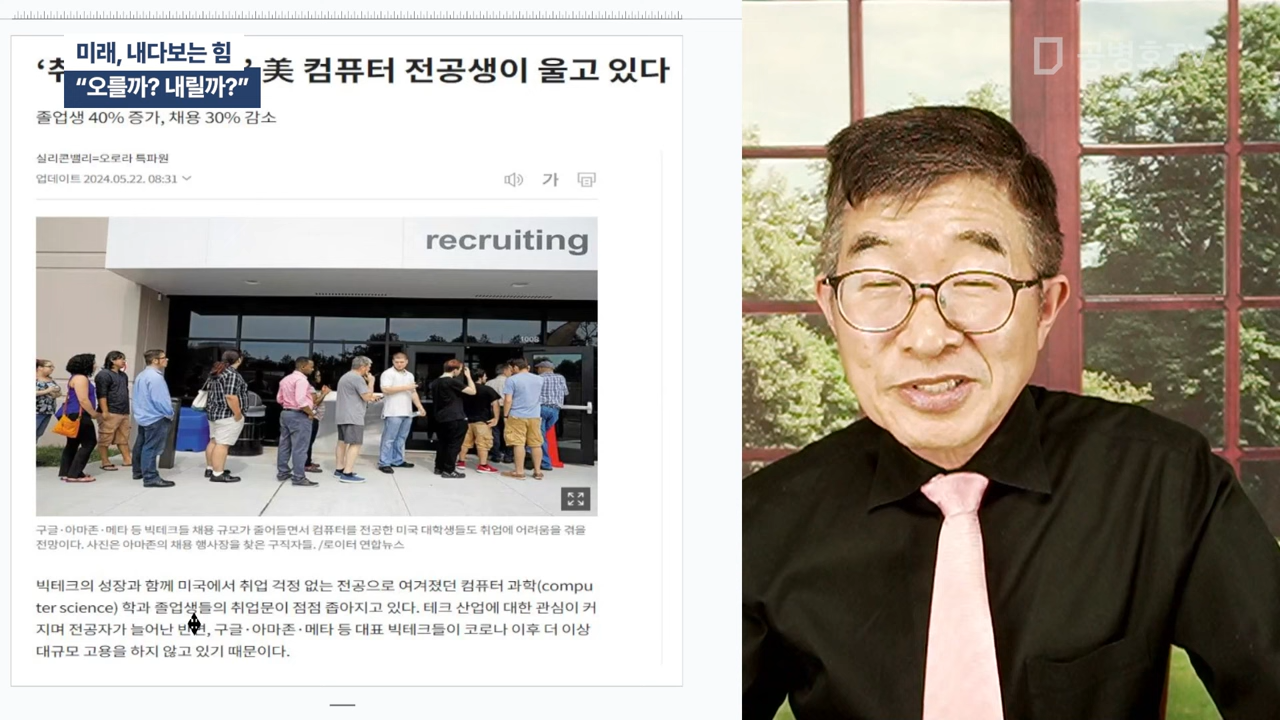 미래, 내다보는 힘
“오를까? 내릴까?”
’ 美 컴퓨터 전공생이 울고 있다
졸업생 40% 증가, 채용 30% 감소
실리콘밸리=오로라 특파원
업데이트 2024.05.22. 08:31
가
recruiting
구글·아마존·메타 등 빅테크들 채용 규모가 줄어들면서 컴퓨터를 전공한 미국 대학생들도 취업에 어려움을 겪을
전망이다. 사진은 아마존의 채용 행사장을 찾은 구직자들. /로이터 연합뉴스
빅테크의 성장과 함께 미국에서 취업 걱정 없는 전공으로 여겨졌던 컴퓨터 과학(compu
ter science) 학과 졸업생들의 취업문이 점점 좁아지고 있다. 테크 산업에 대한 관심이 커
지며 전공자가 늘어난 반면, 구글·아마존·메타 등 대표 빅테크들이 코로나 이후 더 이상
대규모 고용을 하지 않고 있기 때문이다.